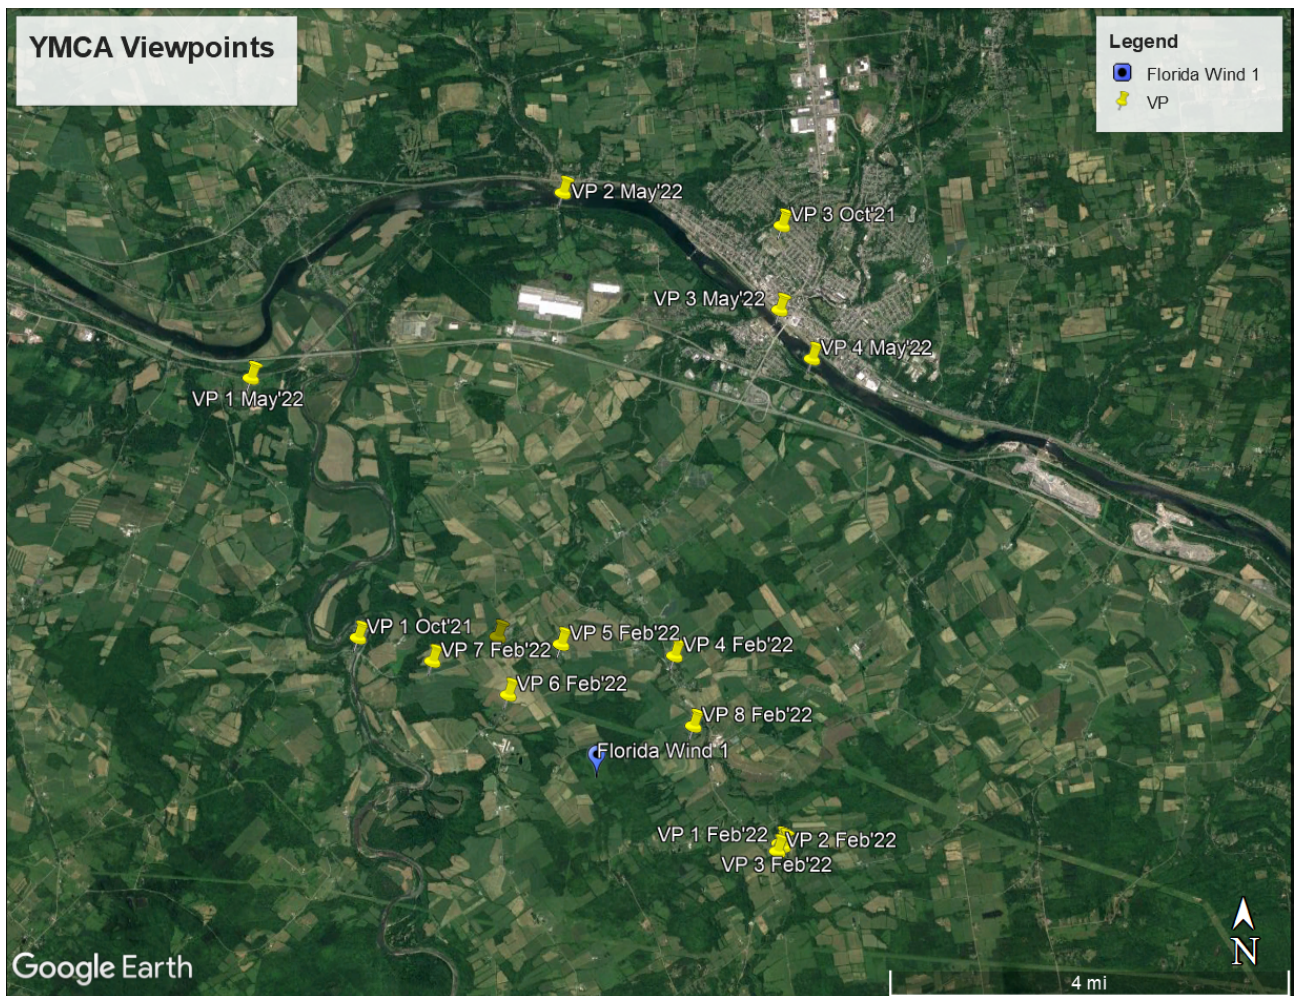 YMCA Viewpoints
Legend
Florida Wind 1
VP
VP 2 May'22
VP 3 Oct'21
VP 3 May'22
VP 4 May'22
VP 1 May'22
VP 1 Oct'21
VP 5 Feb'22
VP 4 Feb'22
VP 7 Feb'22
VP 6 Feb'22
VP 8 Feb'22
Florida Wind 1
VP 1 Feb'22
VP 2 Feb'22
VP 3 Feb'22
N
Google Earth
4 mi